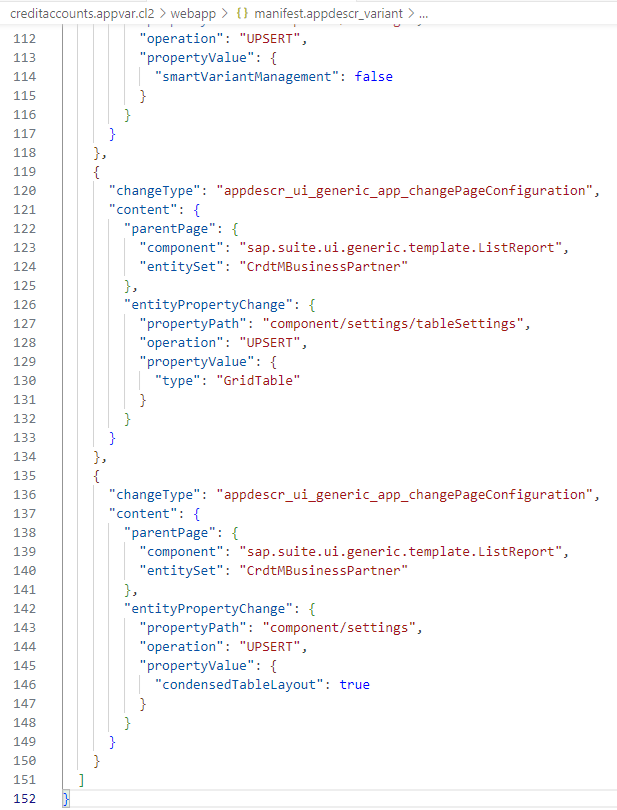 creditaccounts.appvar.cl2 > webapp > {} manifest.appdescr_variant > ...
112 "operation": "UPSERT",
113 "propertyValue": {
114 "smartVariantManagement": false
115 }
116 }
117 }
118 },
119 {
120 "changeType": "appdescr_ui_generic_app_changePageConfiguration",
121 "content": {
122 "parentPage": {
123 "component": "sap.suite.ui.generic.template.ListReport",
124 "entitySet": "CrdtMBusinessPartner"
125 },
126 "entityPropertyChange": {
127 "propertyPath": "component/settings/tableSettings",
128 "operation": "UPSERT",
129 "propertyValue": {
130 "type": "GridTable"
131 }
132 }
133 }
134 },
135 {
136 "changeType": "appdescr_ui_generic_app_changePageConfiguration",
137 "content": {
138 "parentPage": {
139 "component": "sap.suite.ui.generic.template.ListReport",
140 "entitySet": "CrdtMBusinessPartner"
141 },
142 "entityPropertyChange": {
143 "propertyPath": "component/settings",
144 "operation": "UPSERT",
145 "propertyValue": {
146 "condensedTableLayout": true
147 }
148 }
149 }
150 }
151 ]
152 }